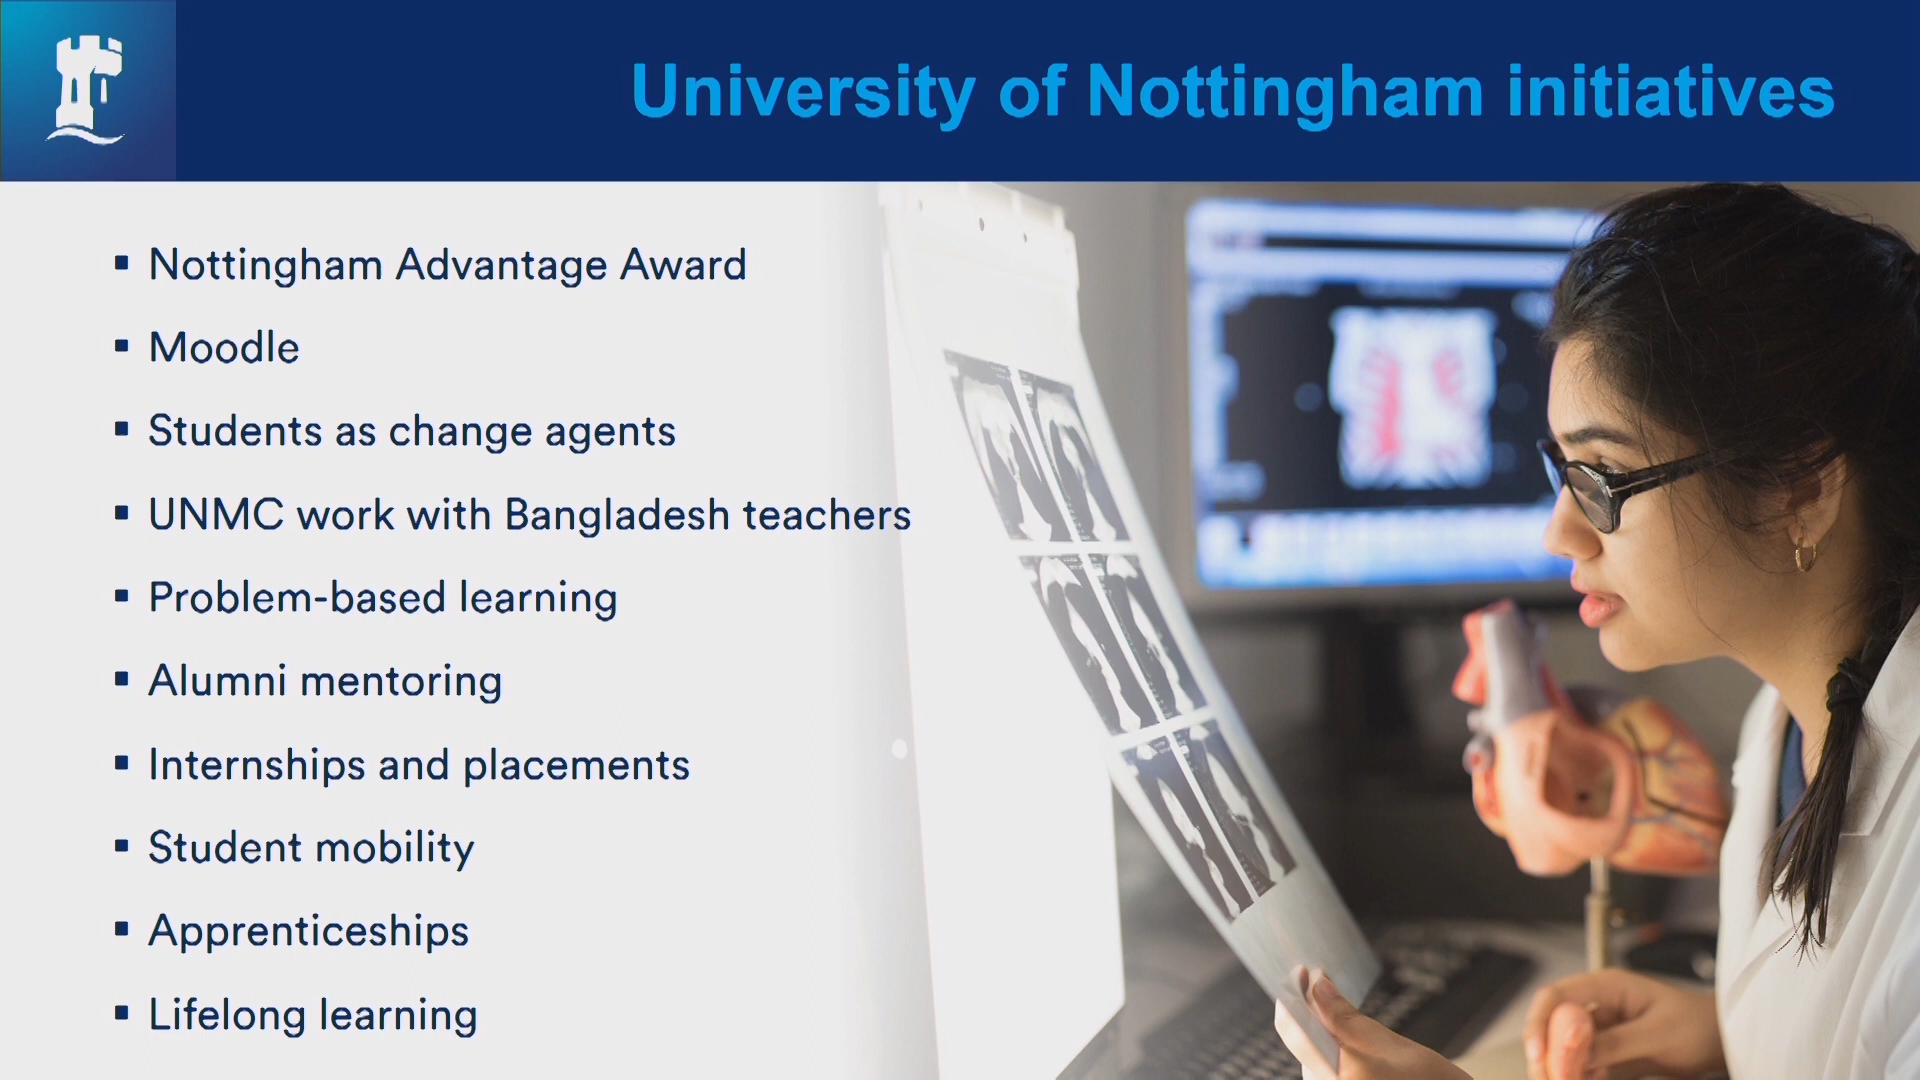 University of Nottingham initiatives
▪ Nottingham Advantage Award
▪ Moodle
▪ Students as change agents
▪ UNMC work with Bangladesh teachers
▪ Problem-based learning
▪ Alumni mentoring
▪ Internships and placements
▪ Student mobility
▪ Apprenticeships
▪ Lifelong learning